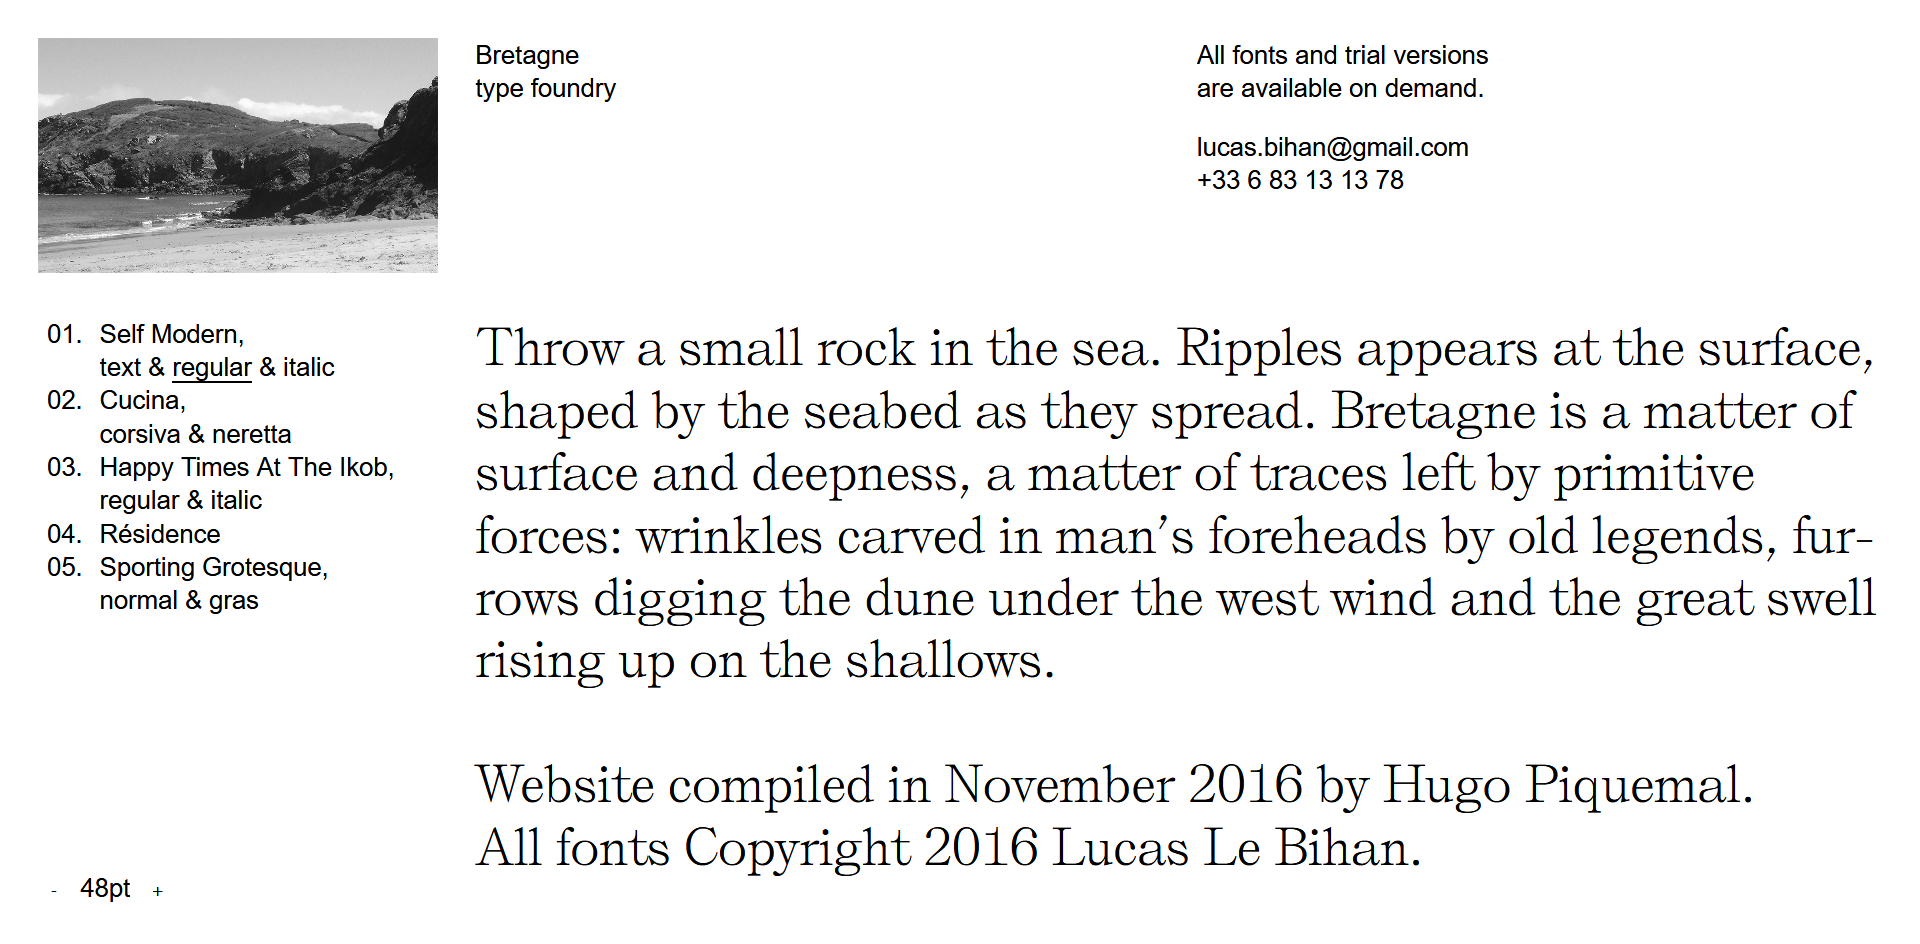 Bretagne
type foundry
All fonts and trial versions
are available on demand.
lucas.bihan@gmail.com
+33 6 83 13 13 78
01. Self Modern,
text & regular & italic
02. Cucina,
corsiva & neretta
03. Happy Times At The Ikob,
regular & italic
04. Résidence
05. Sporting Grotesque,
normal & gras
Throw a small rock in the sea. Ripples appears at the surface,
shaped by the seabed as they spread. Bretagne is a matter of
surface and deepness, a matter of traces left by primitive
forces: wrinkles carved in man’s foreheads by old legends, fur-
rows digging the dune under the west wind and the great swell
rising up on the shallows.
Website compiled in November 2016 by Hugo Piquemal.
All fonts Copyright 2016 Lucas Le Bihan.
- 48pt +